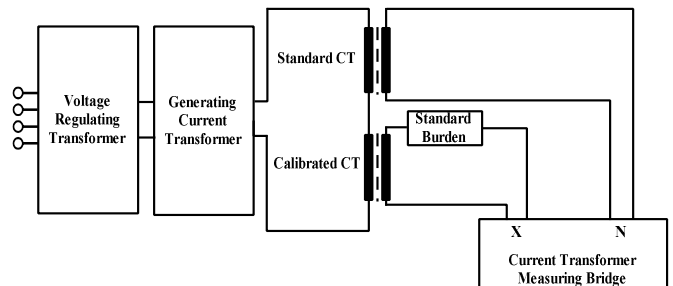 Voltage
Regulating
Transformer
Generating
Current
Transformer
Standard CT
Calibrated CT
Standard
Burden
X N
Current Transformer
Measuring Bridge